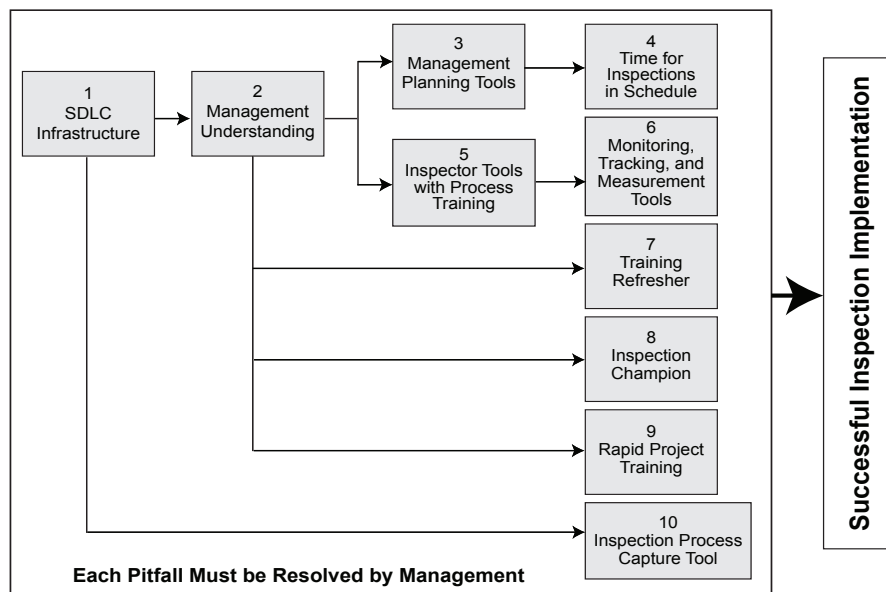 1
SDLC
Infrastructure
2
Management
Understanding
3
Management
Planning Tools
4
Time for
Inspections
in Schedule
5
Inspector Tools
with Process
Training
6
Monitoring,
Tracking, and
Measurement
Tools
7
Training
Refresher
8
Inspection
Champion
9
Rapid Project
Training
10
Inspection Process
Capture Tool
Each Pitfall Must be Resolved by Management
Successful Inspection Implementation